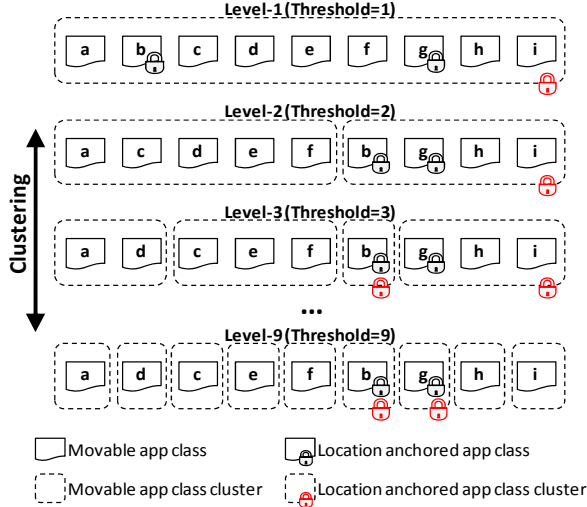 Level-1(Threshold=1)
a b c d e f g h i
Level-2(Threshold=2)
a c d e f b g h i
Clustering
Level-3(Threshold=3)
a d c e f b g h i
...
Level-9(Threshold=9)
a d c e f b g h i
Movable app class Location anchored app class
Movable app class cluster Location anchored app class cluster